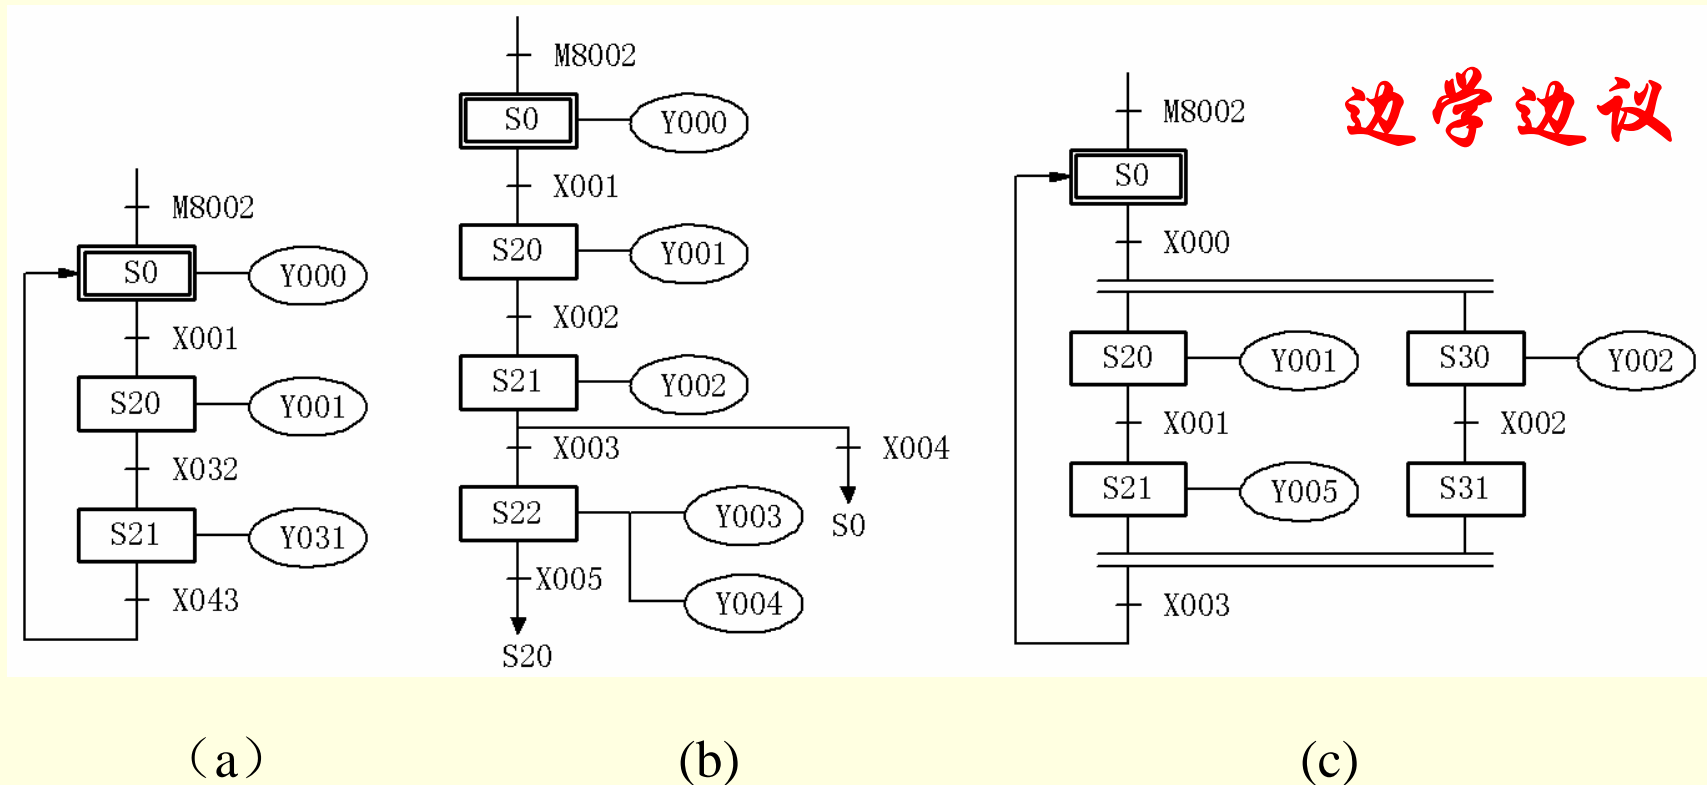 边学边议
M8002
S0
Y000
X001
S20
Y001
X032
S21
Y031
X043
M8002
S0
Y000
X001
S20
Y001
X002
S21
Y002
X003
X004
S22
Y003
S0
X005
Y004
S20
M8002
S0
X000
S20
Y001
S30
Y002
X001
X002
S21
Y005
S31
X003
（a）
(b)
(c)